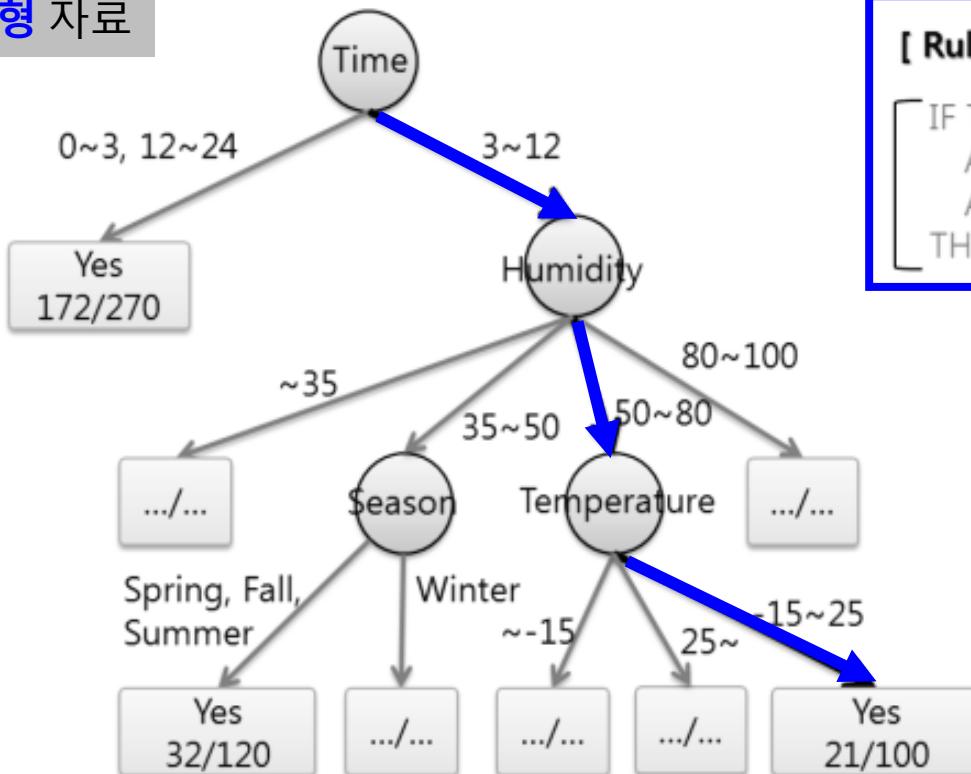 형 자료
Time
[ Rul
IF T
A
A
TH
0~3, 12~24
3~12
Yes
172/270
Humidity
~35
35~50
50~80
80~100
.../...
Season
Temperature
.../...
Spring, Fall,
Summer
Winter
~-15
25~
-15~25
Yes
32/120
.../...
.../...
.../...
Yes
21/100